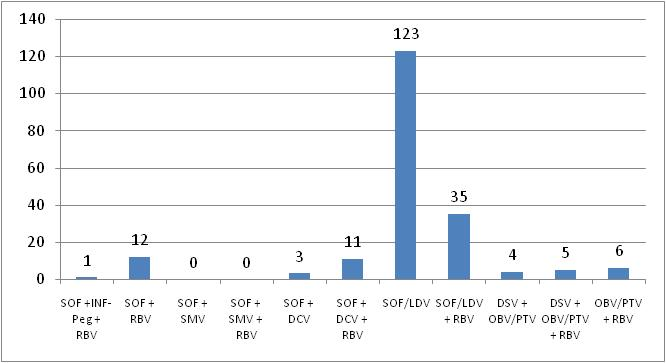 140
120
100
80
60
40
20
0
1
12
0
0
3
11
123
35
4
5
6
SOF +INF-
Peg +
RBV
SOF +
RBV
SOF +
SMV
SOF +
SMV +
RBV
SOF +
DCV
SOF +
DCV +
RBV
SOF/LDV
SOF/LDV
+ RBV
DSV +
OBV/PTV
DSV +
OBV/PTV
+ RBV
OBV/PTV
+ RBV